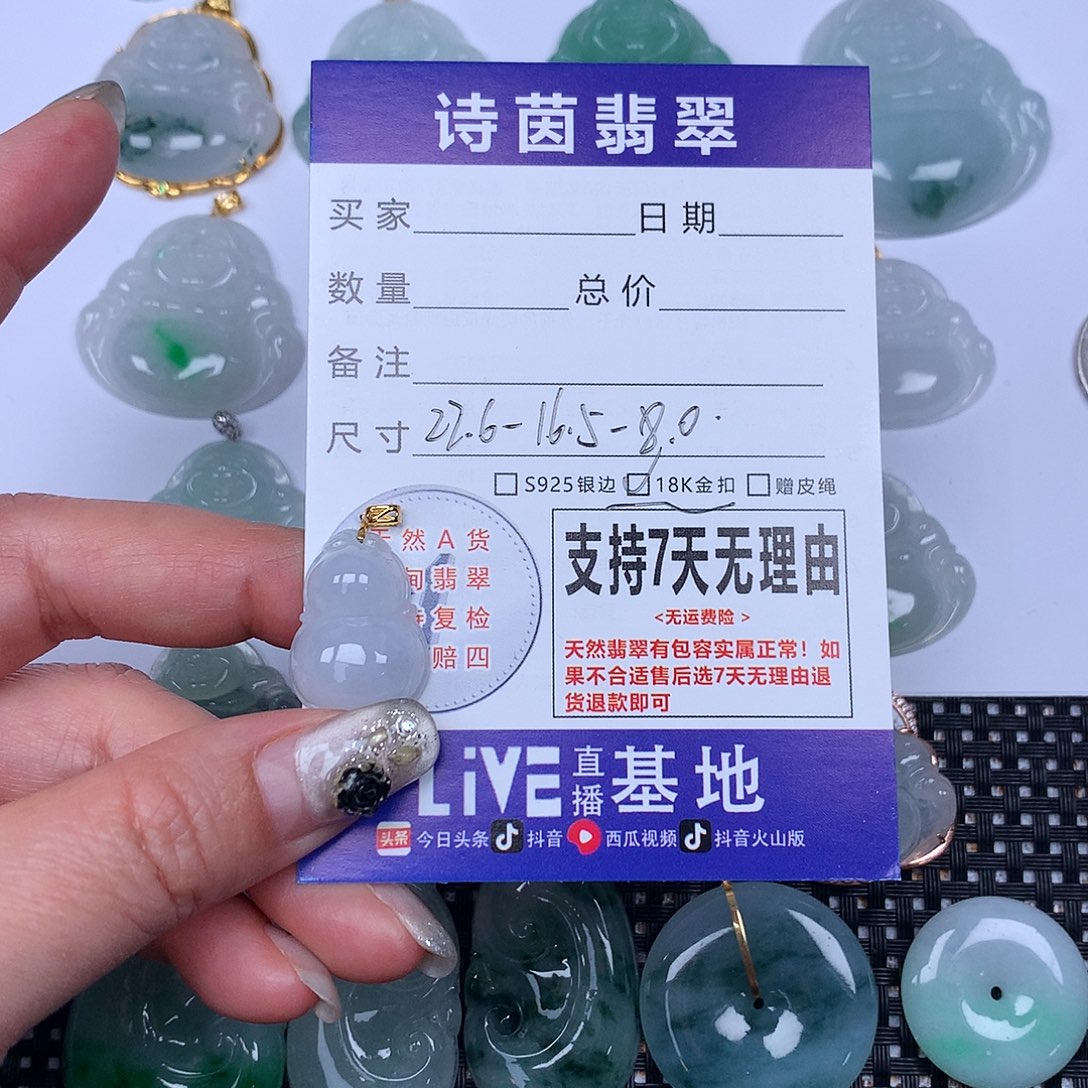 诗茵翡翠
买家 日期
数量 总价
备注
尺寸 27.6-16.5-8.0
S925银边 18K金扣 赠皮绳
然A货
翡翠
复检
赔四
支持7天无理由
<无运费险>
天然翡翠有包容实属正常!如
果不合适售后选7天无理由退
货退款即可
LiVE直播基地
头条 今日头条 抖音 西瓜视频 抖音火山版